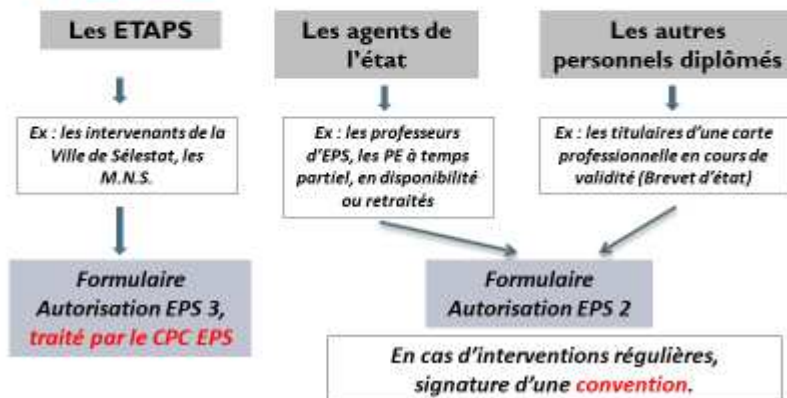 Les ETAPS
Ex : les intervenants de la
Ville de Sélestat, les
M.N.S.
Formulaire
Autorisation EPS 3,
traité par le CPC EPS
Les agents de
l'état
Ex : les professeurs
d'EPS, les PE à temps
partiel, en disponibilité
ou retraités
Les autres
personnels diplômés
Ex : les titulaires d'une carte
professionnelle en cours de
validité (Brevet d'état)
Formulaire
Autorisation EPS 2
En cas d'interventions régulières,
signature d'une convention.